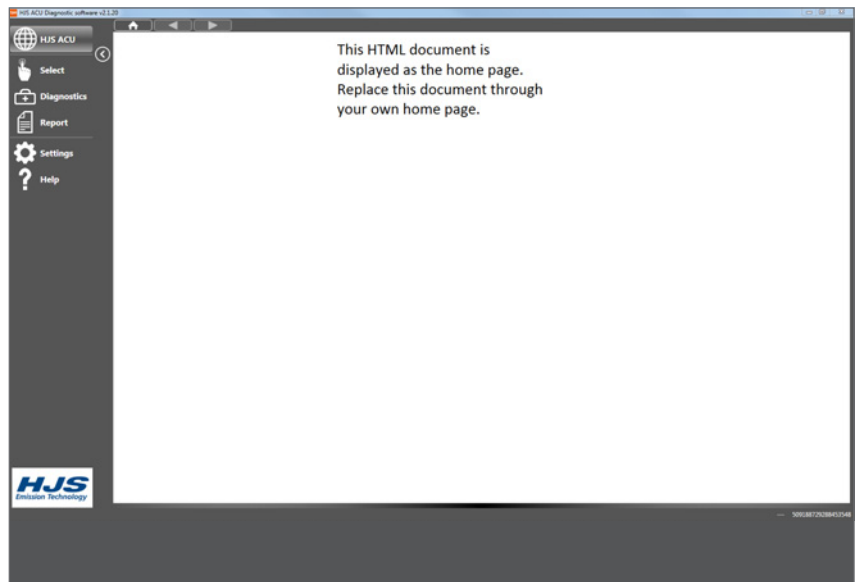 HJS ACU Diagnostic software v2.1.20
HJS ACU
Select
Diagnostics
Report
Settings
Help
This HTML document is
displayed as the home page.
Replace this document through
your own home page.
HJS
Emission Technology